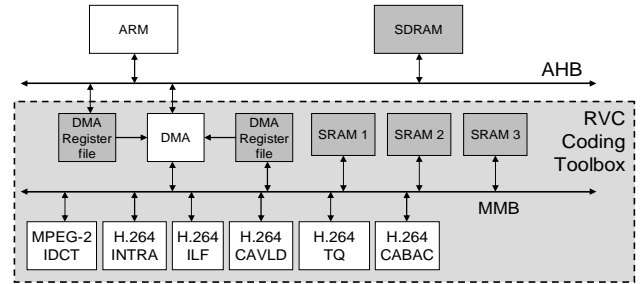 ARM
SDRAM
AHB
DMA
Register
file
DMA
DMA
Register
file
SRAM 1
SRAM 2
SRAM 3
RVC
Coding
Toolbox
MMB
MPEG-2
IDCT
H.264
INTRA
H.264
ILF
H.264
CAVLD
H.264
TQ
H.264
CABAC